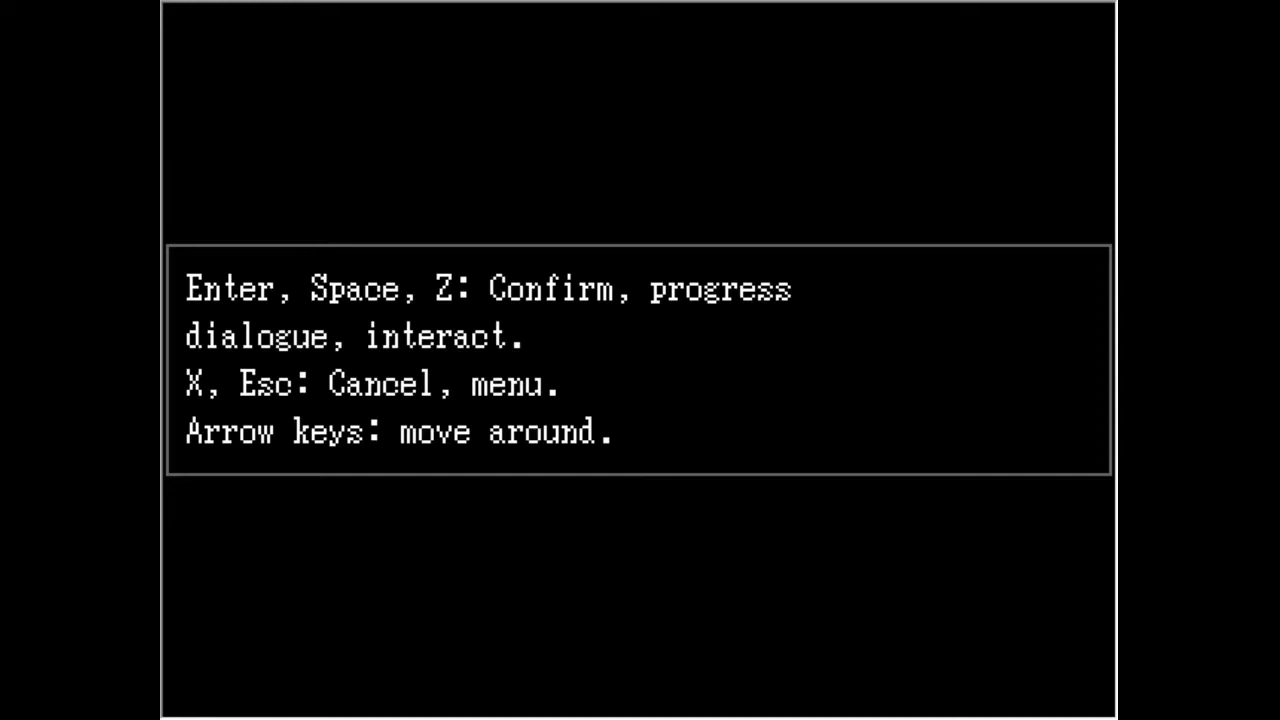 Enter, Space, Z: Confirm, progress
dialogue, interact.
X, Esc: Cancel, menu.
Arrow keys: move around.